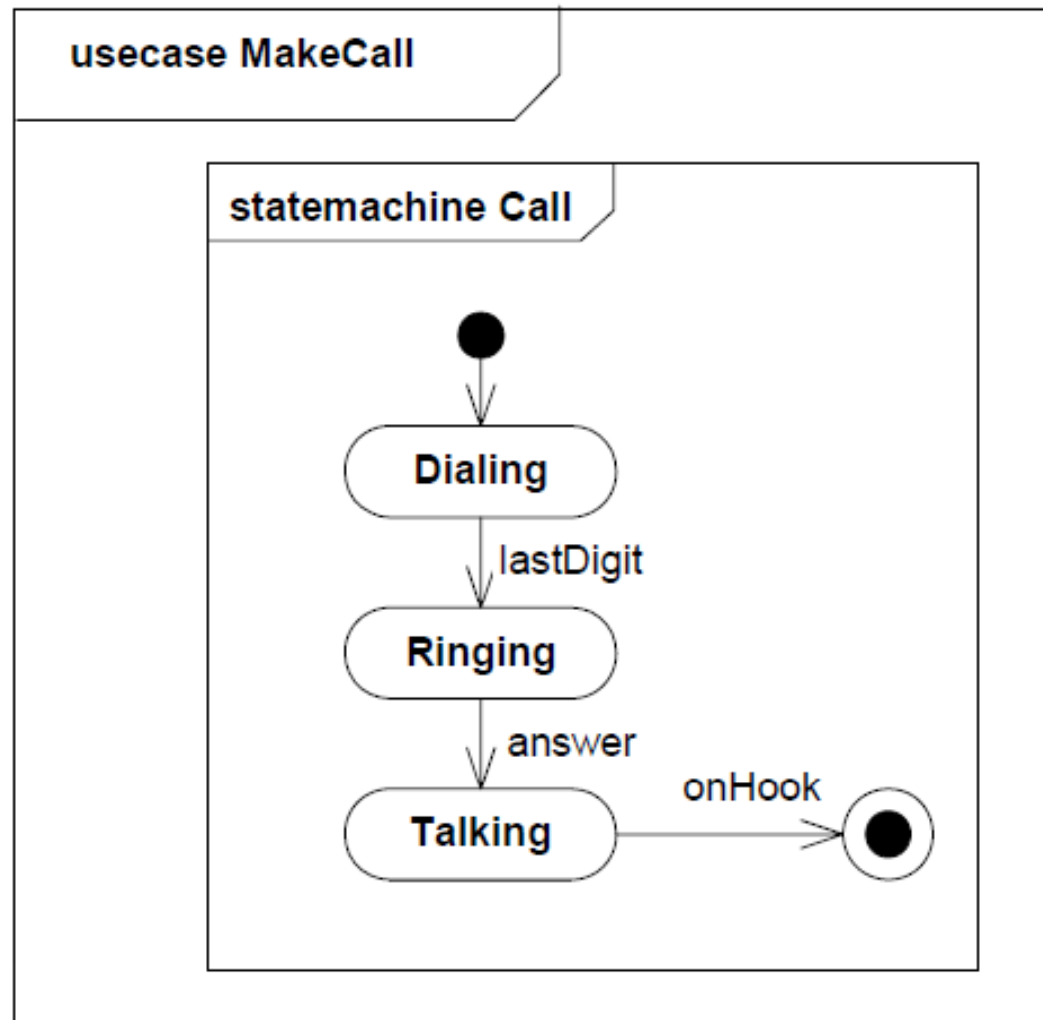 usecase MakeCall
statemachine Call
Dialing
lastDigit
Ringing
answer
onHook
Talking